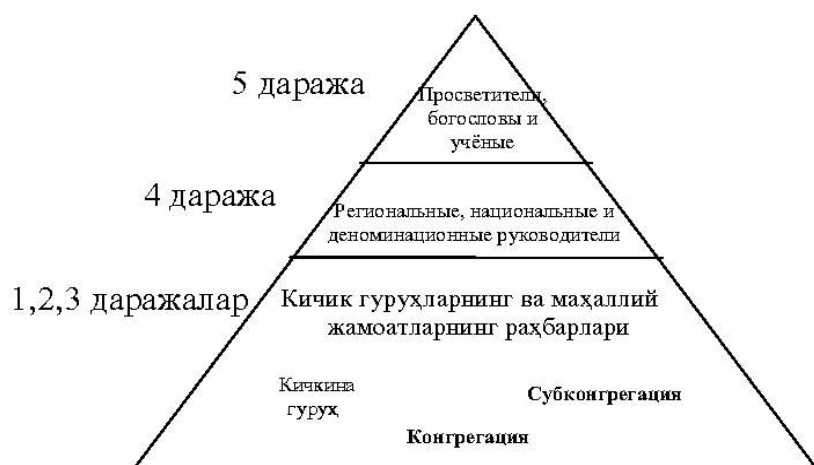 5 даража
Просветители,
богословы и
учёные
4 даража
Региональные, национальные и
деноминационные руководители
1,2,3 даражалар
Кичик гуруҳларнинг ва маҳаллий
жамоатларнинг раҳбарлари
Кичкина
гуруҳ
Субконгрегация
Конгрегация